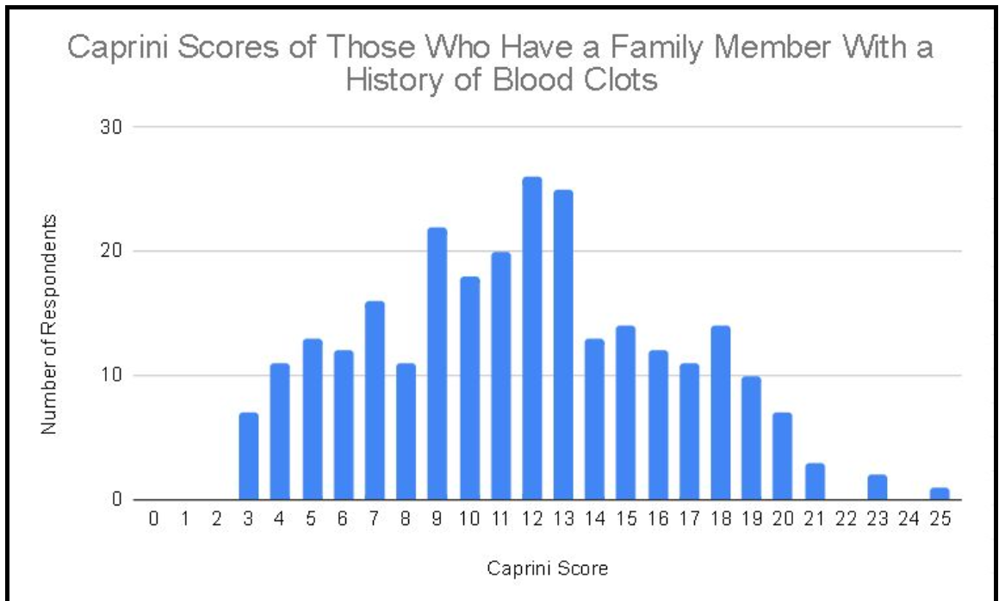 Caprini Scores of Those Who Have a Family Member With a
History of Blood Clots
30
20
10
0
Number of Respondents
0 1 2 3 4 5 6 7 8 9 10 11 12 13 14 15 16 17 18 19 20 21 22 23 24 25
Caprini Score